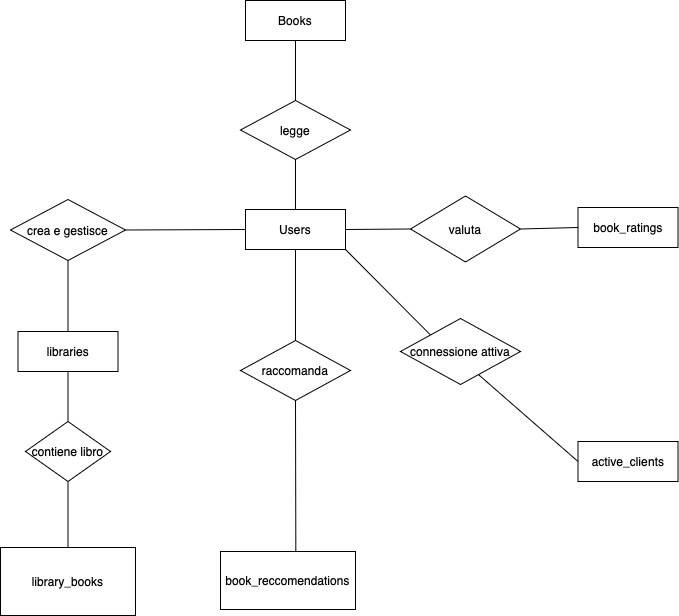 Books
legge
crea e gestisce
Users
valuta
book_ratings
libraries
raccomanda
connessione attiva
contiene libro
active_clients
library_books
book_reccomendations